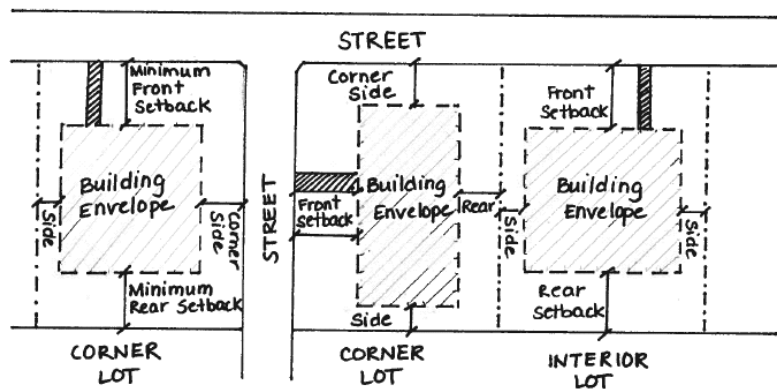 STREET
Minimum
Front
Setback
Building
Envelope
Side
Corner
Side
Minimum
Rear Setback
CORNER
LOT
STREET
Corner
Side
Front
Setback
Building
Envelope
Rear
Side
CORNER
LOT
Front
Setback
Building
Envelope
Side
Side
Rear
Setback
INTERIOR
LOT